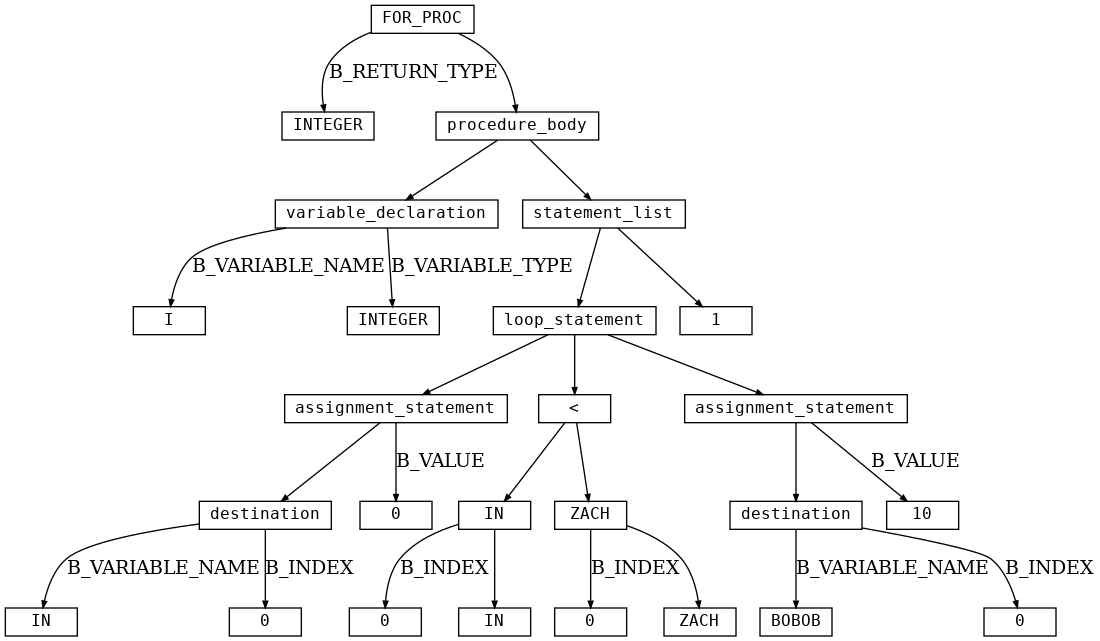 FOR_PROC
B_RETURN_TYPE
INTEGER
procedure_body
variable_declaration
statement_list
B_VARIABLE_NAME
B_VARIABLE_TYPE
I
INTEGER
loop_statement
1
assignment_statement
<
assignment_statement
B_VALUE
B_VALUE
destination
0
IN
ZACH
destination
10
B_VARIABLE_NAME
B_INDEX
B_INDEX
B_INDEX
B_VARIABLE_NAME
B_INDEX
IN
0
0
IN
0
ZACH
BOBOB
0